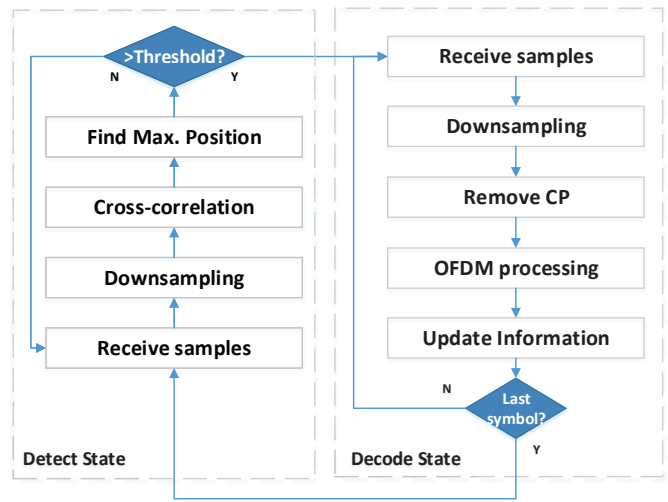 >Threshold?
N
Y
Find Max. Position
Cross-correlation
Downsampling
Receive samples
Detect State
Receive samples
Downsampling
Remove CP
OFDM processing
Update Information
N
Last
symbol?
Y
Decode State